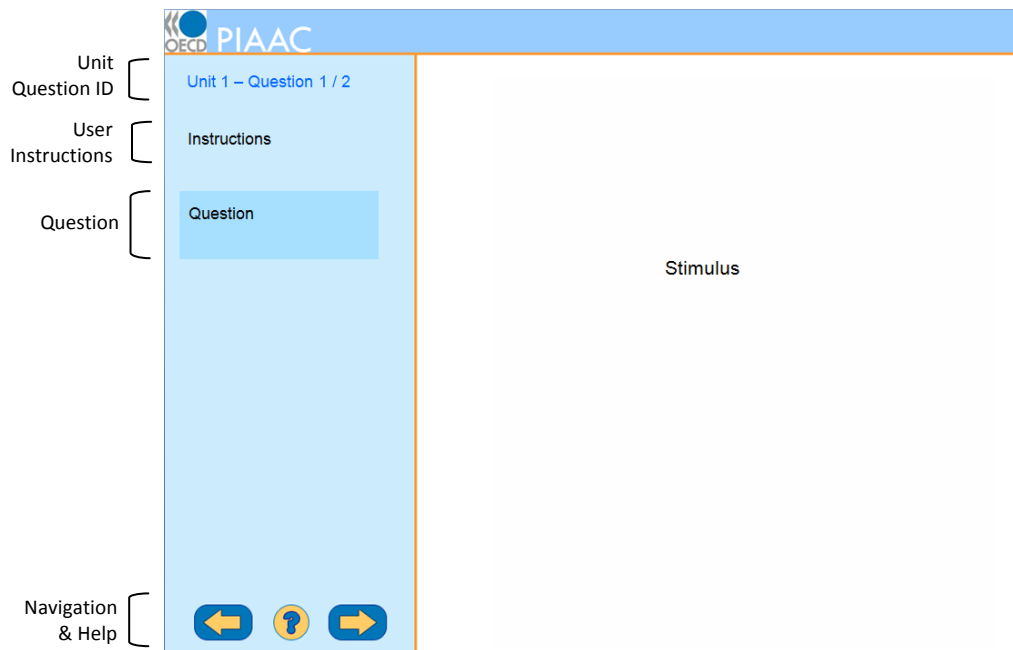 OECD PIAAC
Unit
Question ID
Unit 1 – Question 1 / 2
User
Instructions
Instructions
Question
Question
Stimulus
Navigation
& Help
?